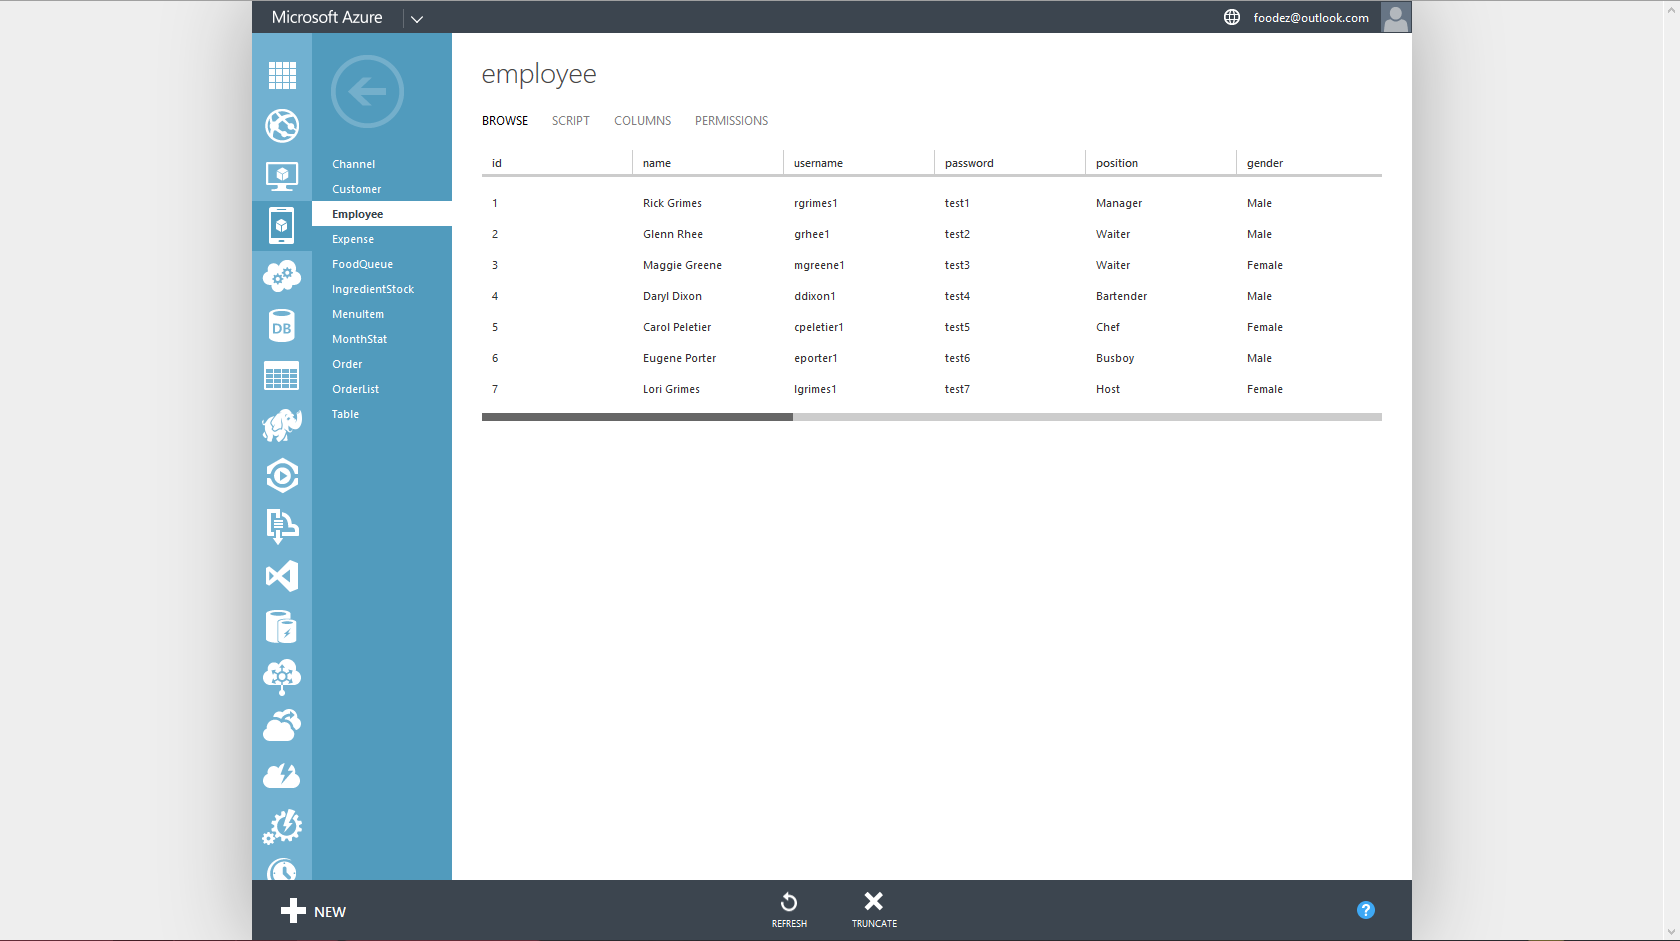 Microsoft Azure
foodez@outlook.com
Channel
Customer
Employee
Expense
FoodQueue
IngredientStock
MenuItem
MonthStat
Order
OrderList
Table
DB
employee
BROWSE SCRIPT COLUMNS PERMISSIONS
id name username password position gender
1 Rick Grimes rgrimes1 test1 Manager Male
2 Glenn Rhee grhee1 test2 Waiter Male
3 Maggie Greene mgreene1 test3 Waiter Female
4 Daryl Dixon ddixon1 test4 Bartender Male
5 Carol Peletier cpeletier1 test5 Chef Female
6 Eugene Porter eporter1 test6 Busboy Male
7 Lori Grimes lgrimes1 test7 Host Female
NEW
REFRESH
TRUNCATE
?